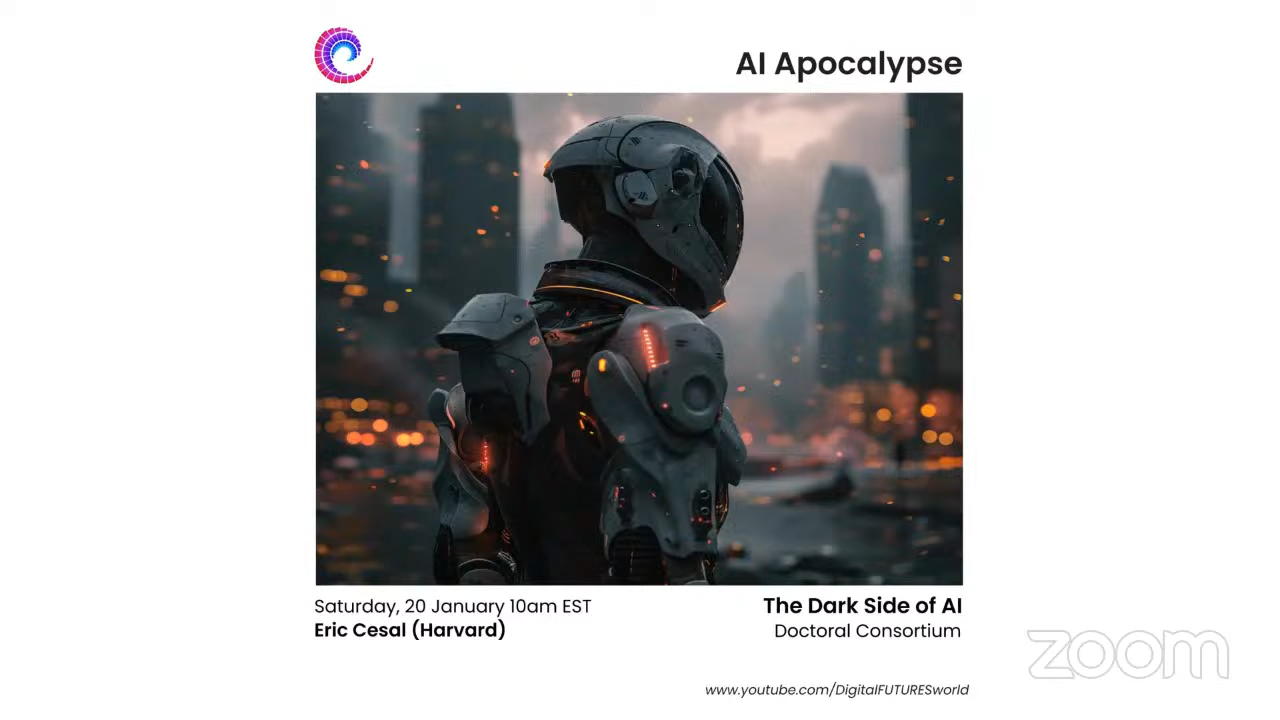 AI Apocalypse
Saturday, 20 January 10am EST
Eric Cesal (Harvard)
The Dark Side of AI
Doctoral Consortium
zoom
www.youtube.com/DigitalFUTURESworld